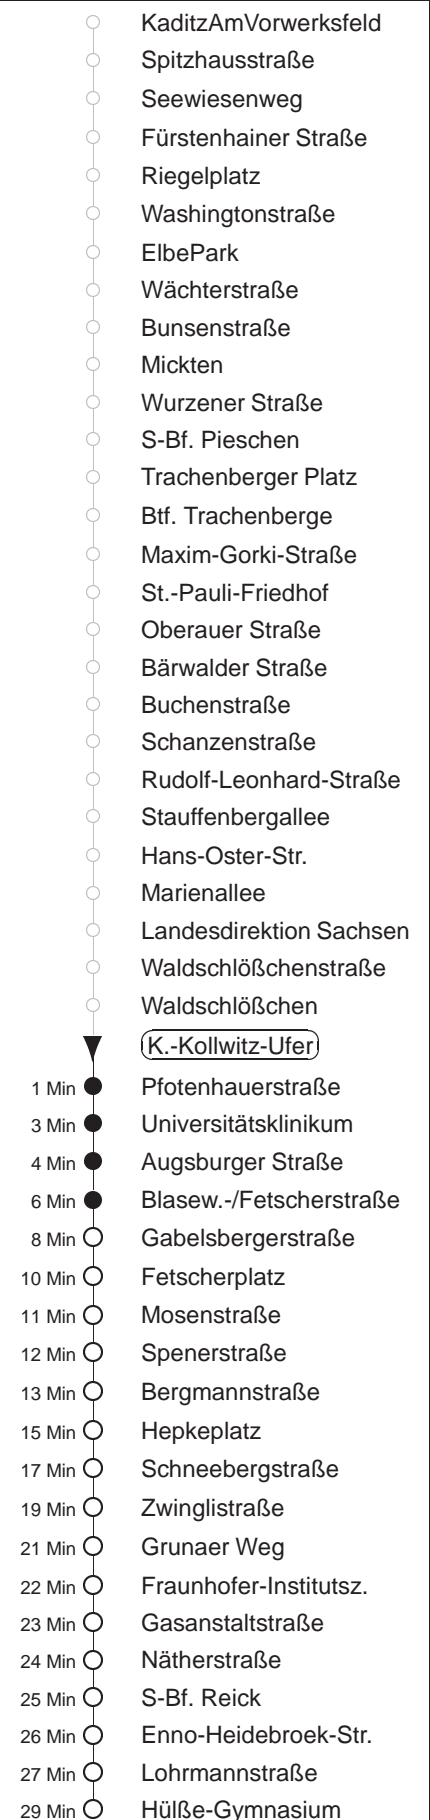 KaditzAmVorwerksfeld
Spitzhausstraße
Seewiesenweg
Fürstenhainer Straße
Riegelplatz
Washingtonstraße
ElbePark
Wächterstraße
Bunsenstraße
Mickten
Wurzener Straße
S-Bf. Pieschen
Trachenberger Platz
Btf. Trachenberge
Maxim-Gorki-Straße
St.-Pauli-Friedhof
Oberauer Straße
Bärwalder Straße
Buchenstraße
Schanzenstraße
Rudolf-Leonhard-Straße
Stauffenbergallee
Hans-Oster-Str.
Marienallee
Landesdirektion Sachsen
Waldschlößchenstraße
Waldschlößchen
K.-Kollwitz-Ufer
1 Min Pfotenhauerstraße
3 Min Universitätsklinikum
4 Min Augsburger Straße
6 Min Blasew.-/Fetscherstraße
8 Min Gabelsbergerstraße
10 Min Fetscherplatz
11 Min Mosenstraße
12 Min Spenerstraße
13 Min Bergmannstraße
15 Min Hepkeplatz
17 Min Schneebergstraße
19 Min Zwinglistraße
21 Min Grunaer Weg
22 Min Fraunhofer-Institutsz.
23 Min Gasanstaltstraße
24 Min Nätherstraße
25 Min S-Bf. Reick
26 Min Enno-Heidebroek-Str.
27 Min Lohrmannstraße
29 Min Hülße-Gymnasium